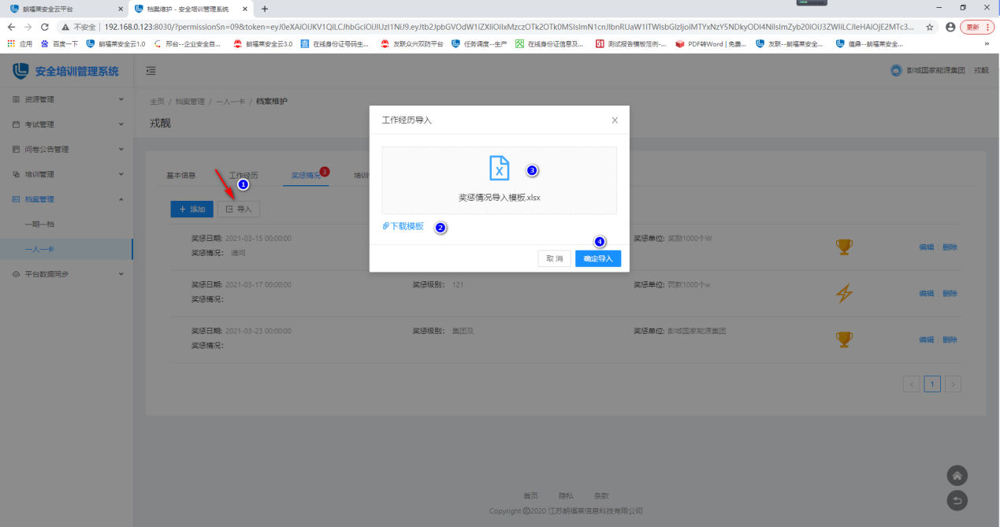 朗福莱安全云平台
档案维护 - 安全培训管理系统
不安全 | 192.168.0.123:8030/?permissionSn=09&token=
更新
应用 百度一下 朗福莱安全云1.0 邢台--企业安全自... 朗福莱安全云3.0 在线身份证号码生... 友联众兴双防平台 任务调度--生产 在线身份证信息及... 测试报告模板范例-... PDF转Word | 免费... 友联--朗福莱安全... 蕴鼎--朗福莱安全...
安全培训管理系统
彭城国家能源集团 戎靓
资源管理
考试管理
问卷公告管理
培训管理
档案管理
一期一档
一人一卡
平台数据同步
主页 / 档案管理 / 一人一卡 / 档案维护
戎靓
基本信息 工作经历 奖惩情况 3 培训
1
+ 添加 导入
工作经历导入
3
奖惩情况导入模板.xlsx
下载模板 2
4
取消 确定导入
奖惩日期: 2021-03-15 00:00:00 奖惩单位: 奖励1000个W
奖惩情况: 请问
编辑 删除
奖惩日期: 2021-03-17 00:00:00 奖惩级别: 121 奖惩单位: 罚款1000个w
奖惩情况:
编辑 删除
奖惩日期: 2021-03-23 00:00:00 奖惩级别: 集团及 奖惩单位: 彭城国家能源集团
奖惩情况:
编辑 删除
< 1 >
首页 隐私 条款
Copyright ©2020 江苏朗福莱信息科技有限公司